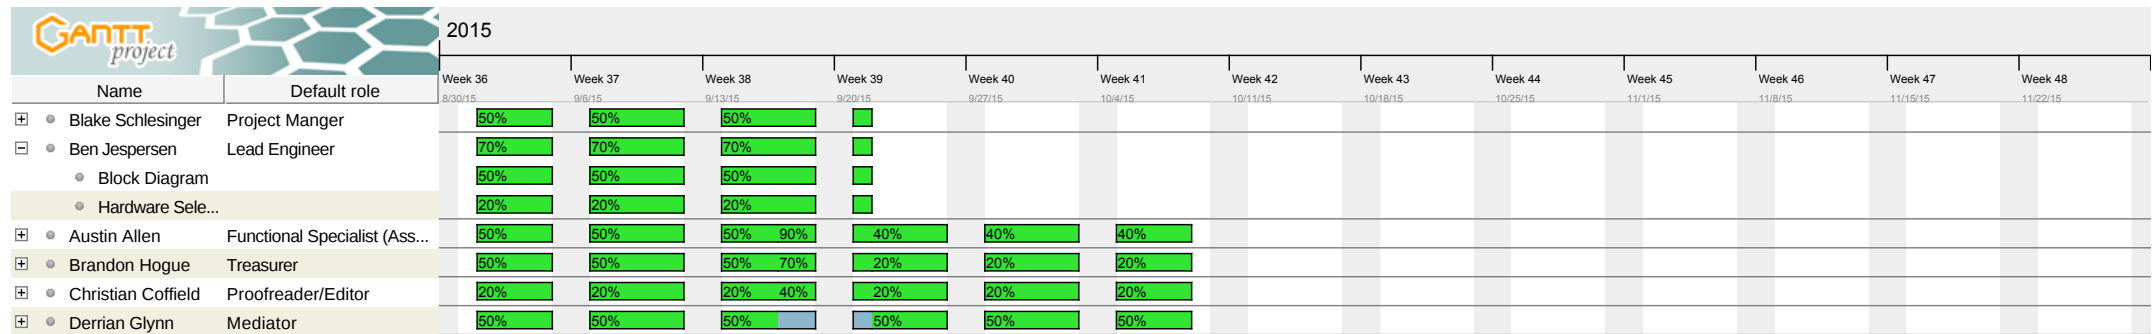 GANTT project
2015
Week 36 Week 37 Week 38 Week 39 Week 40 Week 41 Week 42 Week 43 Week 44 Week 45 Week 46 Week 47 Week 48
Name Default role
8/30/15 9/6/15 9/13/15 9/20/15 9/27/15 10/4/15 10/11/15 10/18/15 10/25/15 11/1/15 11/8/15 11/15/15 11/22/15
Blake Schlesinger Project Manger 50% 50% 50%
Ben Jespersen Lead Engineer 70% 70% 70%
Block Diagram 50% 50% 50%
Hardware Sele... 20% 20% 20%
Austin Allen Functional Specialist (Ass... 50% 50% 50% 90% 40% 40% 40%
Brandon Hogue Treasurer 50% 50% 50% 70% 20% 20% 20%
Christian Coffield Proofreader/Editor 20% 20% 20% 40% 20% 20% 20%
Derrian Glynn Mediator 50% 50% 50% 50% 50% 50%